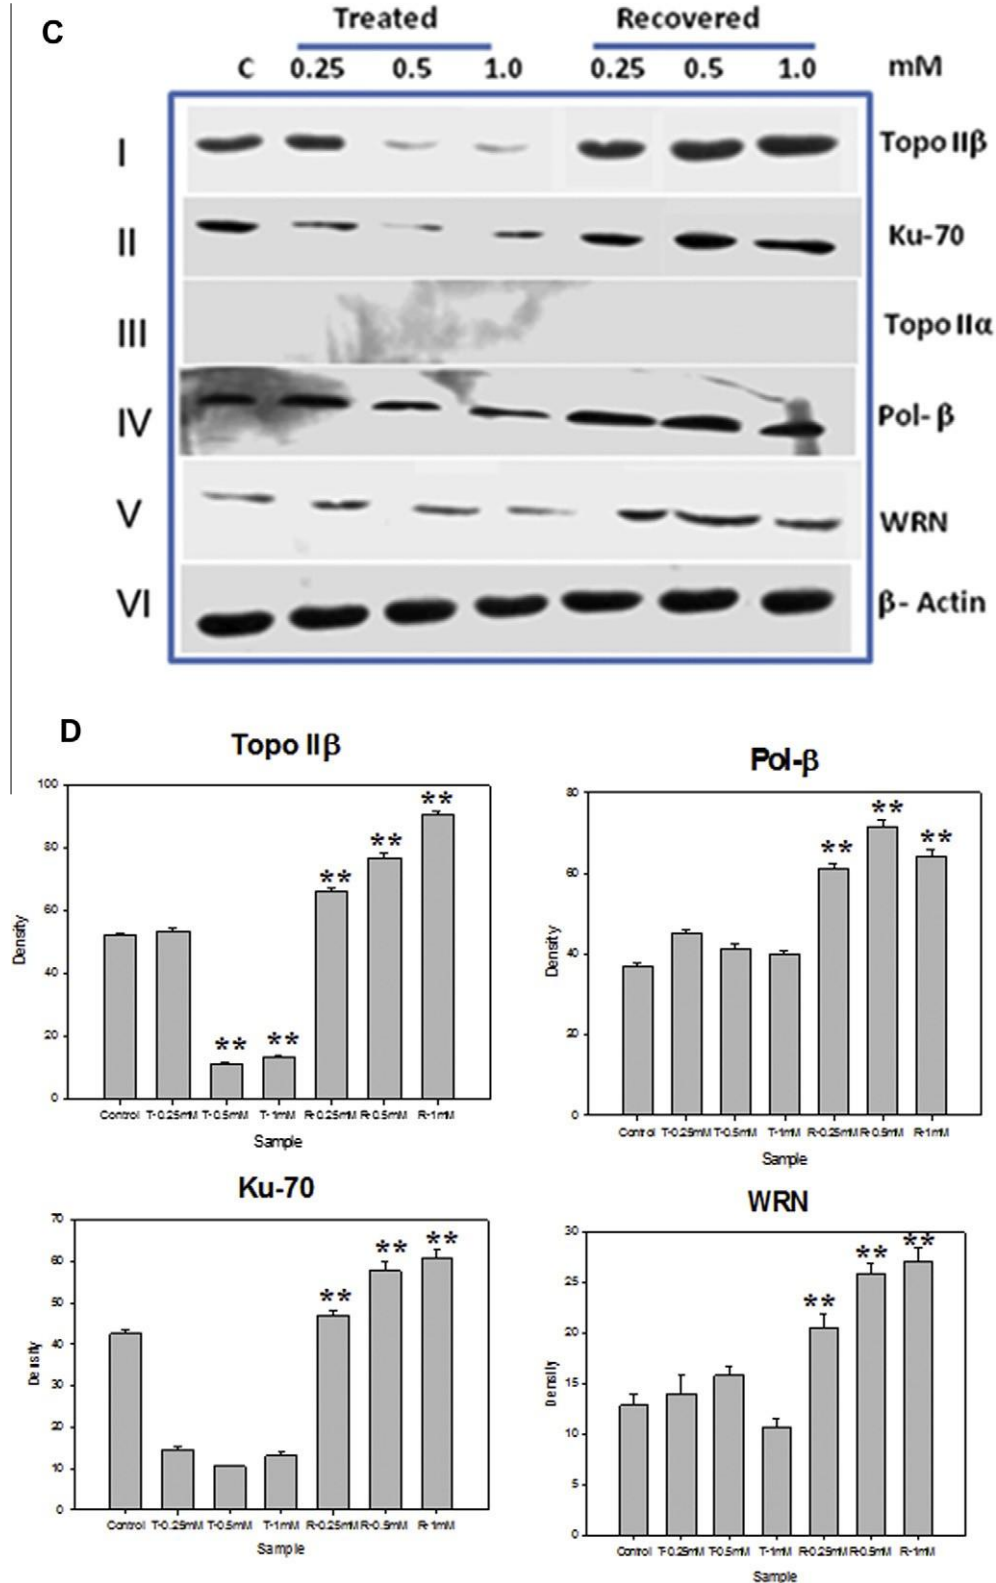 C
Treated Recovered
C 0.25 0.5 1.0 0.25 0.5 1.0 mM
I Topo IIβ
II Ku-70
III Topo IIα
IV Pol- β
V WRN
VI β- Actin
D
Topo IIβ
100
80
60
40
20
0
Density
** ** ** ** **
Control T-0.25mM T-0.5mM T-1mM R-0.25mM R-0.5mM R-1mM
Sample
Pol-β
80
60
40
20
0
Density
** ** **
Control T-0.25mM T-0.5mM T-1mM R-0.25mM R-0.5mM R-1mM
Sample
Ku-70
70
60
50
40
30
20
10
0
Density
** ** **
Control T-0.25mM T-0.5mM T-1mM R-0.25mM R-0.5mM R-1mM
Sample
WRN
30
25
20
15
10
5
0
Density
** ** **
Control T-0.25mM T-0.5mM T-1mM R-0.25mM R-0.5mM R-1mM
Sample